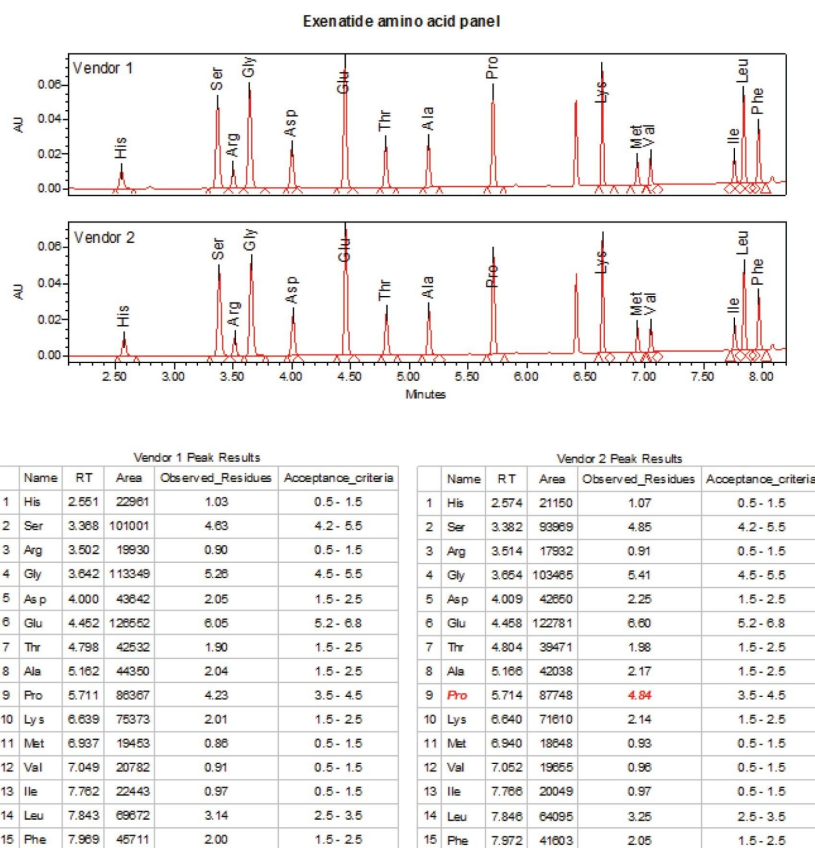 Exenatide amino acid panel
Vendor 1
His Ser Arg Gly Asp Glu Thr Ala Pro Lys Met Val Ile Leu Phe
AU
0.06
0.04
0.02
0.00
Vendor 2
His Ser Arg Gly Asp Glu Thr Ala Pro Lys Met Val Ile Leu Phe
AU
0.06
0.04
0.02
0.00
2.50 3.00 3.50 4.00 4.50 5.00 5.50 6.00 6.50 7.00 7.50 8.00
Minutes
Vendor 1 Peak Results
Name RT Area Observed_Residues Acceptance_criteria
1 His 2.551 22961 1.03 0.5 - 1.5
2 Ser 3.368 101001 4.63 4.2 - 5.5
3 Arg 3.502 19930 0.90 0.5 - 1.5
4 Gly 3.642 113349 5.26 4.5 - 5.5
5 Asp 4.000 43642 2.05 1.5 - 2.5
6 Glu 4.452 126552 6.05 5.2 - 6.8
7 Thr 4.798 42532 1.90 1.5 - 2.5
8 Ala 5.162 44350 2.04 1.5 - 2.5
9 Pro 5.711 86367 4.23 3.5 - 4.5
10 Lys 6.639 75373 2.01 1.5 - 2.5
11 Met 6.937 19453 0.86 0.5 - 1.5
12 Val 7.049 20782 0.91 0.5 - 1.5
13 Ile 7.762 22443 0.97 0.5 - 1.5
14 Leu 7.843 69672 3.14 2.5 - 3.5
15 Phe 7.969 45711 2.00 1.5 - 2.5
Vendor 2 Peak Results
Name RT Area Observed_Residues Acceptance_criteria
1 His 2.574 21150 1.07 0.5 - 1.5
2 Ser 3.382 93969 4.85 4.2 - 5.5
3 Arg 3.514 17932 0.91 0.5 - 1.5
4 Gly 3.654 103465 5.41 4.5 - 5.5
5 Asp 4.009 42650 2.25 1.5 - 2.5
6 Glu 4.458 122781 6.60 5.2 - 6.8
7 Thr 4.804 39471 1.98 1.5 - 2.5
8 Ala 5.166 42038 2.17 1.5 - 2.5
9 Pro 5.714 87748 4.84 3.5 - 4.5
10 Lys 6.640 71610 2.14 1.5 - 2.5
11 Met 6.940 18648 0.93 0.5 - 1.5
12 Val 7.052 19655 0.96 0.5 - 1.5
13 Ile 7.766 20049 0.97 0.5 - 1.5
14 Leu 7.846 64095 3.25 2.5 - 3.5
15 Phe 7.972 41603 2.05 1.5 - 2.5